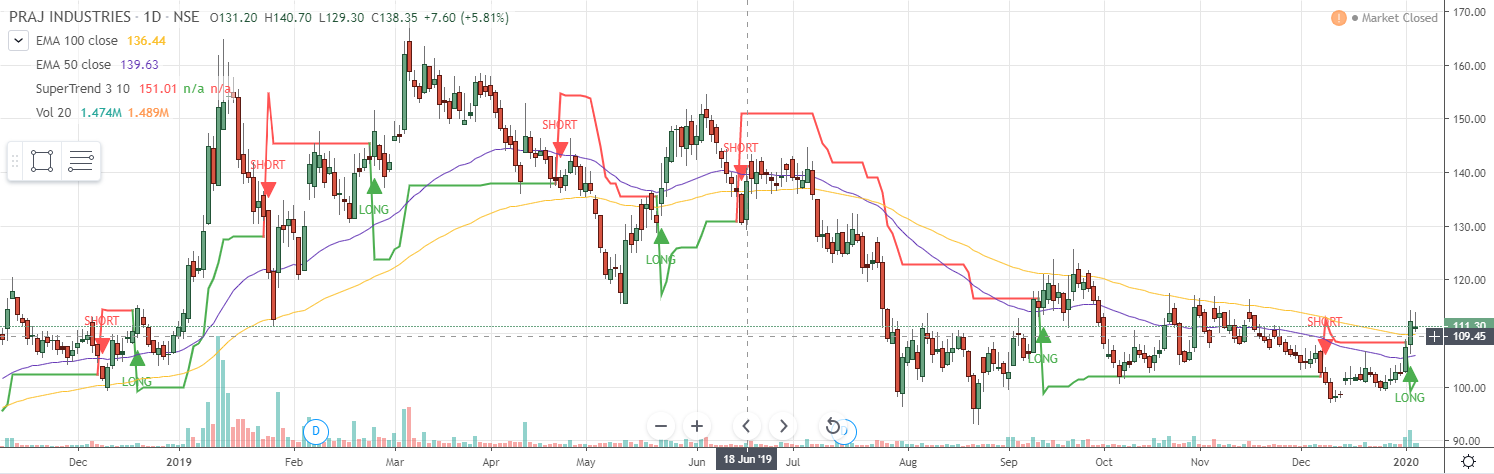 PRAJ INDUSTRIES · 1D · NSE O131.20 H140.70 L129.30 C138.35 +7.60 (+5.81%)
! Market Closed
EMA 100 close 136.44
EMA 50 close 139.63
SuperTrend 3 10 151.01 n/a n/a
Vol 20 1.474M 1.489M
170.00
160.00
150.00
140.00
130.00
120.00
111.30
109.45
100.00
90.00
SHORT
LONG
SHORT
LONG
SHORT
LONG
SHORT
LONG
SHORT
LONG
D
D
Dec 2019 Feb Mar Apr May Jun 18 Jun '19 Jul Aug Sep Oct Nov Dec 2020